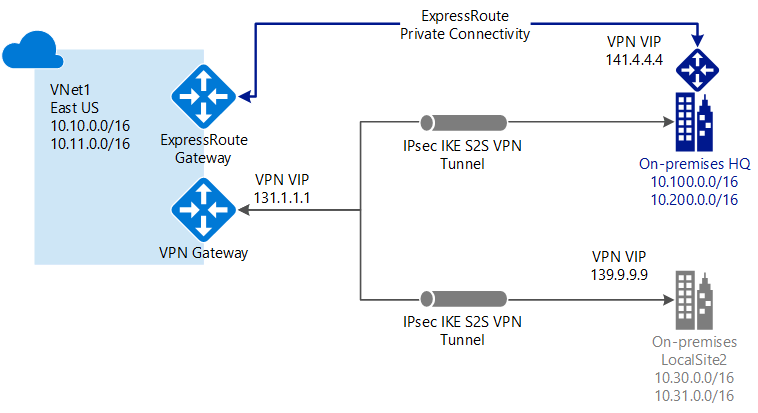 ExpressRoute
Private Connectivity
VPN VIP
141.4.4.4
VNet1
East US
10.10.0.0/16
10.11.0.0/16
ExpressRoute
Gateway
IPsec IKE S2S VPN
Tunnel
On-premises HQ
10.100.0.0/16
10.200.0.0/16
VPN VIP
131.1.1.1
VPN Gateway
VPN VIP
139.9.9.9
IPsec IKE S2S VPN
Tunnel
On-premises
LocalSite2
10.30.0.0/16
10.31.0.0/16